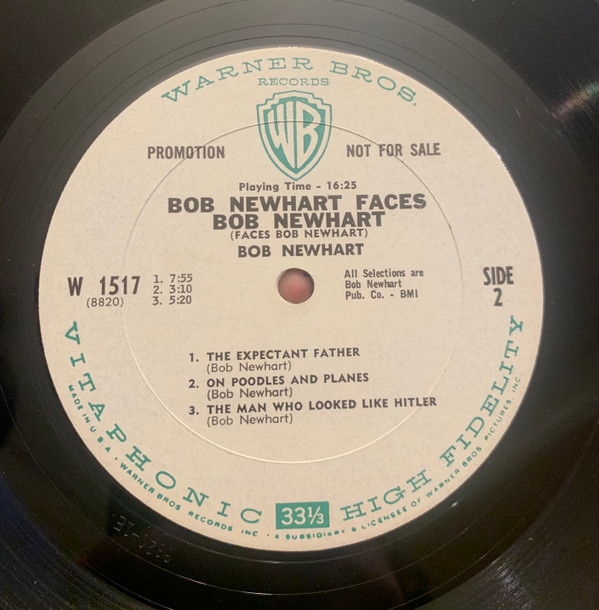 WARNER BROS.
RECORDS
WB
PROMOTION NOT FOR SALE
Playing Time - 16:25
BOB NEWHART FACES
BOB NEWHART
(FACES BOB NEWHART)
BOB NEWHART
W 1517
(8820)
1. 7:55
2. 3:10
3. 5:20
All Selections are
Bob Newhart
Pub. Co. - BMI
SIDE
2
1. THE EXPECTANT FATHER
(Bob Newhart)
2. ON POODLES AND PLANES
(Bob Newhart)
3. THE MAN WHO LOOKED LIKE HITLER
(Bob Newhart)
VITAPHONIC HIGH FIDELITY
33⅓
MADE IN U.S.A. • WARNER BROS. RECORDS INC. • A SUBSIDIARY & LICENSEE OF WARNER BROS. PICTURES, INC.